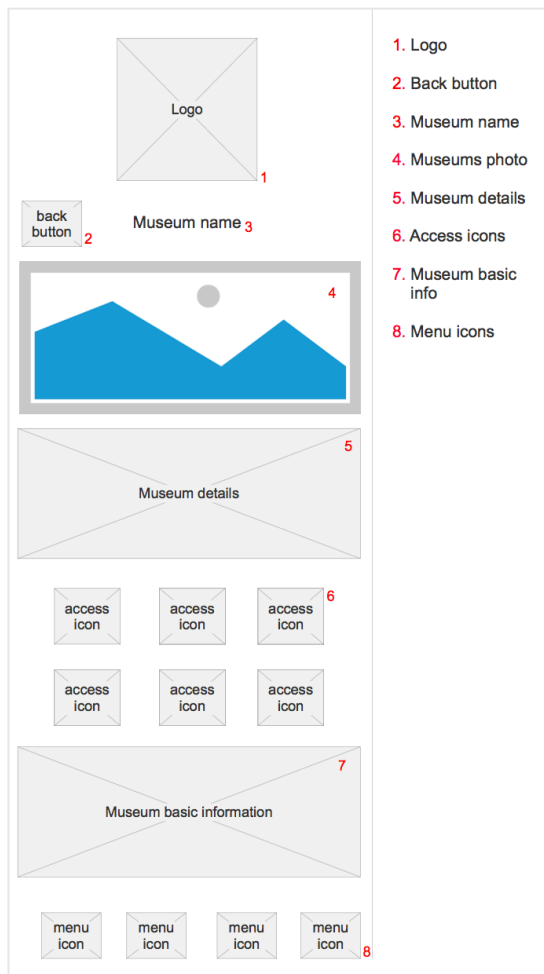 Logo
1
back
button
2
Museum name 3
4
5
Museum details
access
icon
access
icon
access
icon
6
access
icon
access
icon
access
icon
7
Museum basic information
menu
icon
menu
icon
menu
icon
menu
icon
8
1. Logo
2. Back button
3. Museum name
4. Museums photo
5. Museum details
6. Access icons
7. Museum basic
info
8. Menu icons